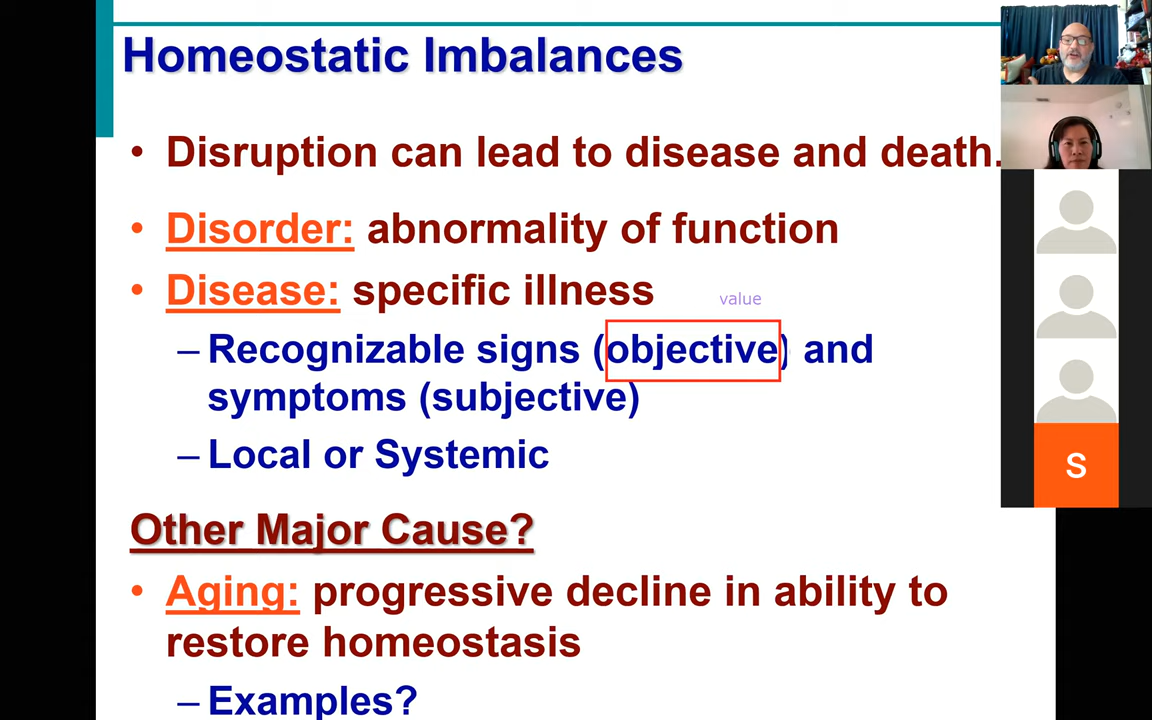 Homeostatic Imbalances
• Disruption can lead to disease and death.
• Disorder: abnormality of function
• Disease: specific illness
value
– Recognizable signs (objective) and
symptoms (subjective)
– Local or Systemic
Other Major Cause?
• Aging: progressive decline in ability to
restore homeostasis
– Examples?
S